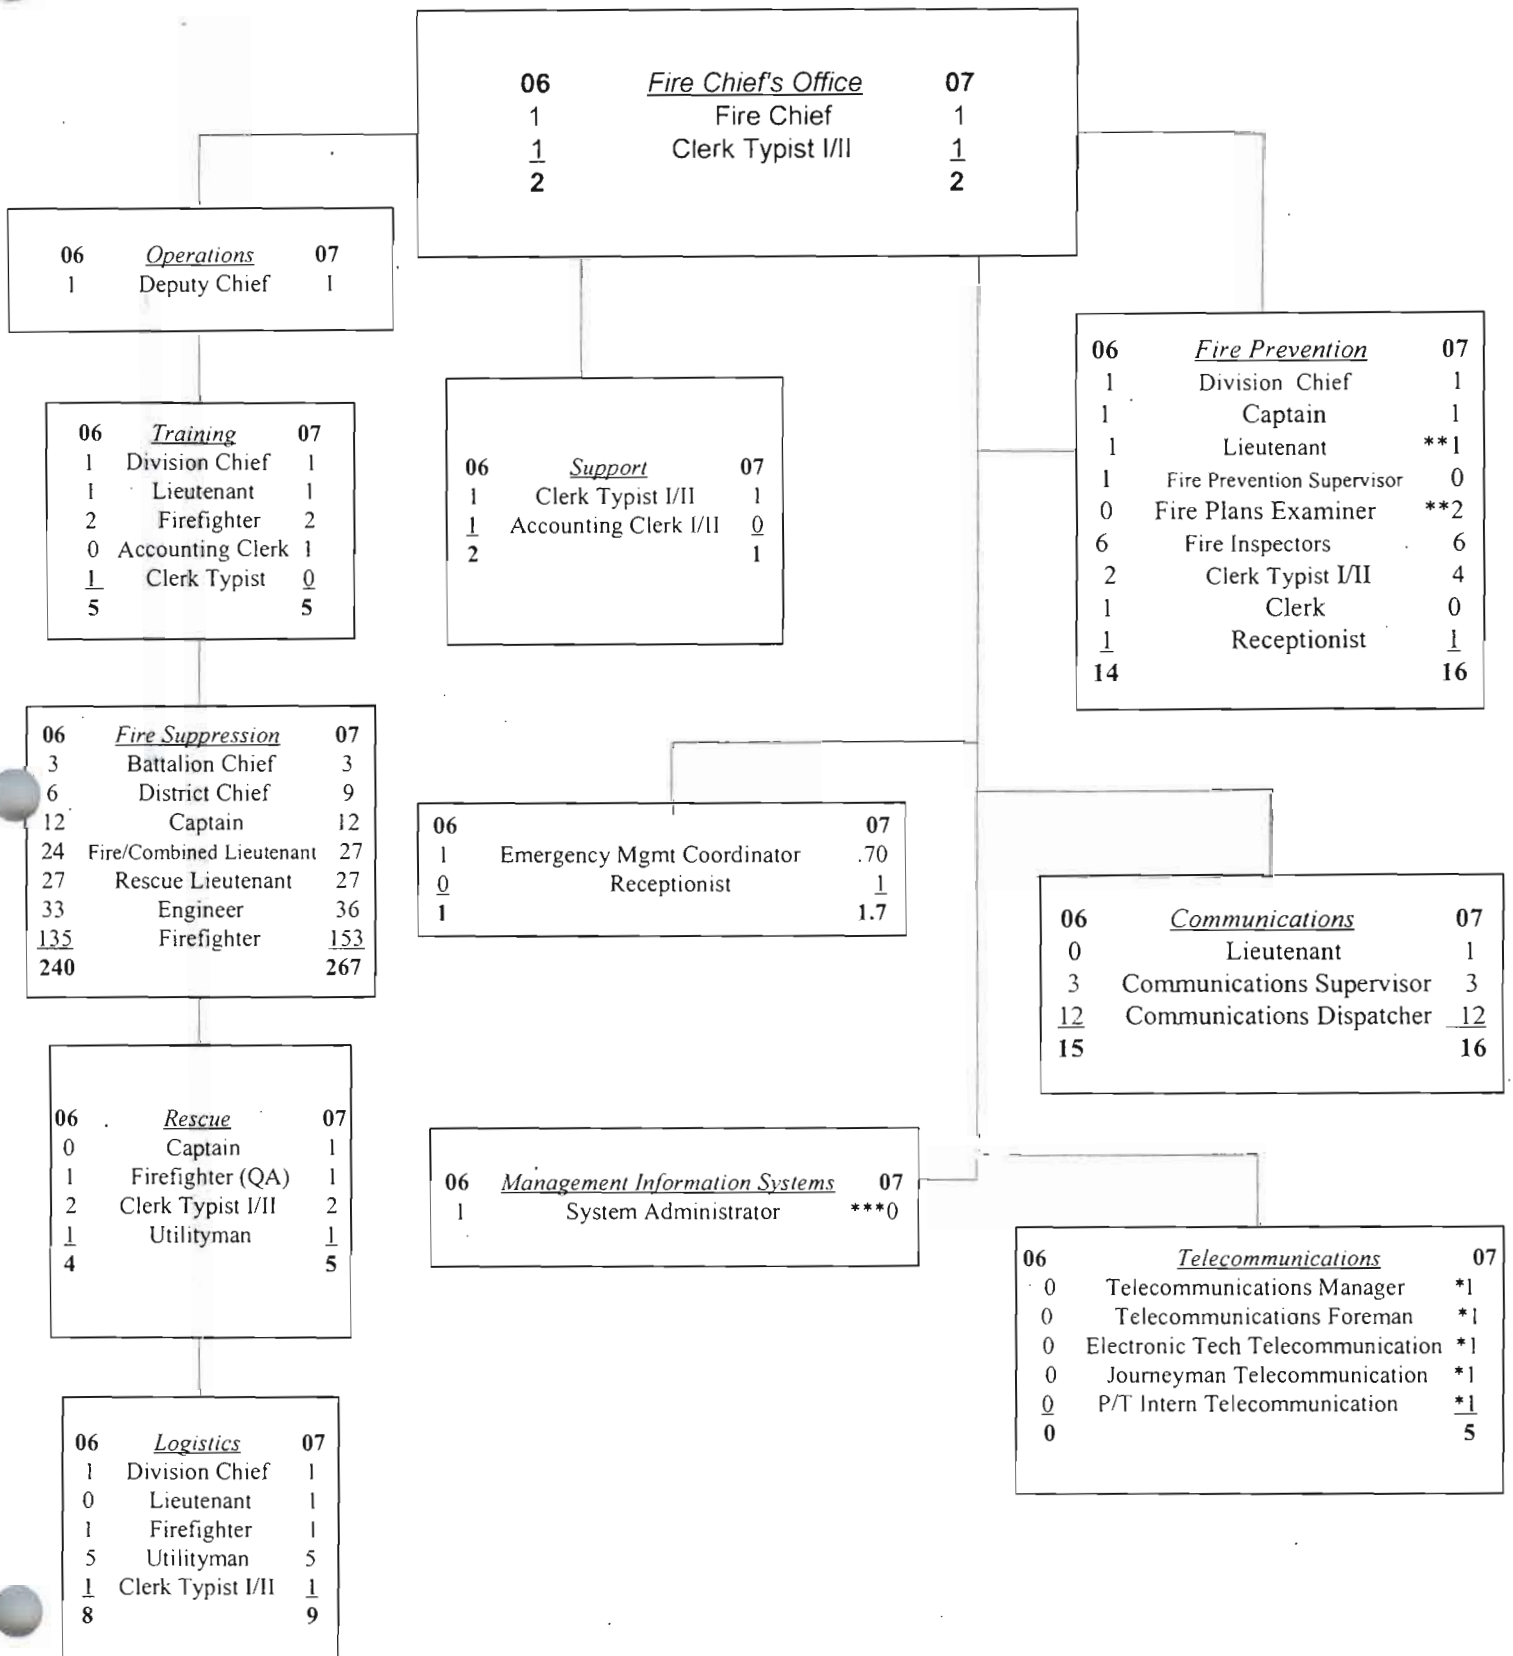 06 Fire Chief's Office 07
1 Fire Chief 1
1 Clerk Typist I/II 1
2 2
06 Operations 07
1 Deputy Chief 1
06 Training 07
1 Division Chief 1
1 Lieutenant 1
2 Firefighter 2
0 Accounting Clerk 1
1 Clerk Typist 0
5 5
06 Fire Suppression 07
3 Battalion Chief 3
6 District Chief 9
12 Captain 12
24 Fire/Combined Lieutenant 27
27 Rescue Lieutenant 27
33 Engineer 36
135 Firefighter 153
240 267
06 Rescue 07
0 Captain 1
1 Firefighter (QA) 1
2 Clerk Typist I/II 2
1 Utilityman 1
4 5
06 Logistics 07
1 Division Chief 1
0 Lieutenant 1
1 Firefighter 1
5 Utilityman 5
1 Clerk Typist I/II 1
8 9
06 Support 07
1 Clerk Typist I/II 1
1 Accounting Clerk I/II 0
2 1
06 07
1 Emergency Mgmt Coordinator .70
0 Receptionist 1
1 1.7
06 Management Information Systems 07
1 System Administrator ***0
06 Fire Prevention 07
1 Division Chief 1
1 Captain 1
1 Lieutenant **1
1 Fire Prevention Supervisor 0
0 Fire Plans Examiner **2
6 Fire Inspectors 6
2 Clerk Typist I/II 4
1 Clerk 0
1 Receptionist 1
14 16
06 Communications 07
0 Lieutenant 1
3 Communications Supervisor 3
12 Communications Dispatcher 12
15 16
06 Telecommunications 07
0 Telecommunications Manager *1
0 Telecommunications Foreman *1
0 Electronic Tech Telecommunication *1
0 Journeyman Telecommunication *1
0 P/T Intern Telecommunication *1
0 5